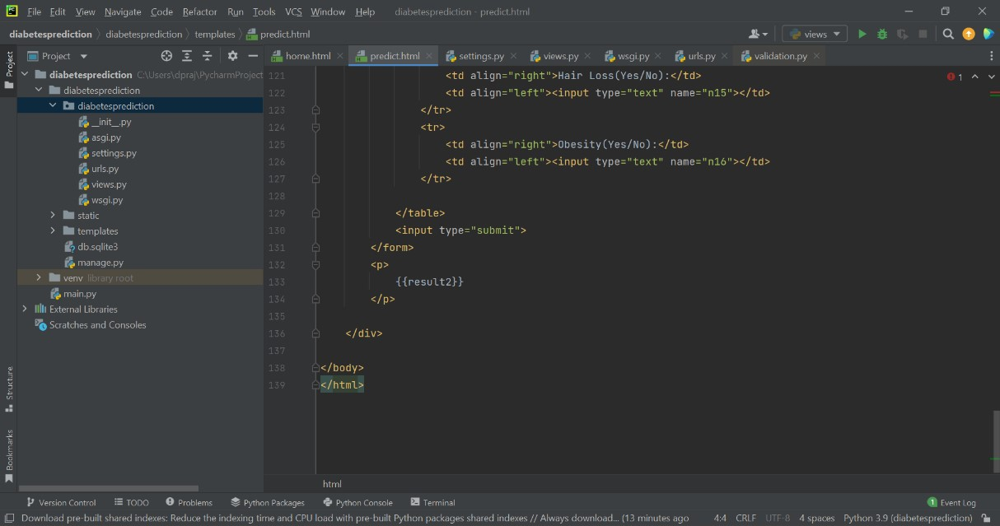 File Edit View Navigate Code Refactor Run Tools VCS Window Help diabetesprediction - predict.html
diabetesprediction diabetesprediction templates predict.html
views
Project
Project
home.html predict.html settings.py views.py wsgi.py urls.py validation.py
diabetesprediction C:\Users\dpraj\PycharmProject
diabetesprediction
diabetesprediction
__init__.py
asgi.py
settings.py
urls.py
views.py
wsgi.py
static
templates
db.sqlite3
manage.py
venv library root
main.py
External Libraries
Scratches and Consoles
Structure
Bookmarks
121 <td align="right">Hair Loss(Yes/No):</td>
122 <td align="left"><input type="text" name="n15"></td>
123 </tr>
124 <tr>
125 <td align="right">Obesity(Yes/No):</td>
126 <td align="left"><input type="text" name="n16"></td>
127 </tr>
128
129 </table>
130 <input type="submit">
131 </form>
132 <p>
133 {{result2}}
134 </p>
135
136 </div>
137
138 </body>
139 </html>
1
html
Version Control TODO Problems Python Packages Python Console Terminal 1 Event Log
Download pre-built shared indexes: Reduce the indexing time and CPU load with pre-built Python packages shared indexes // Always download... (13 minutes ago 4:4 CRLF UTF-8 4 spaces Python 3.9 (diabetesprediction)